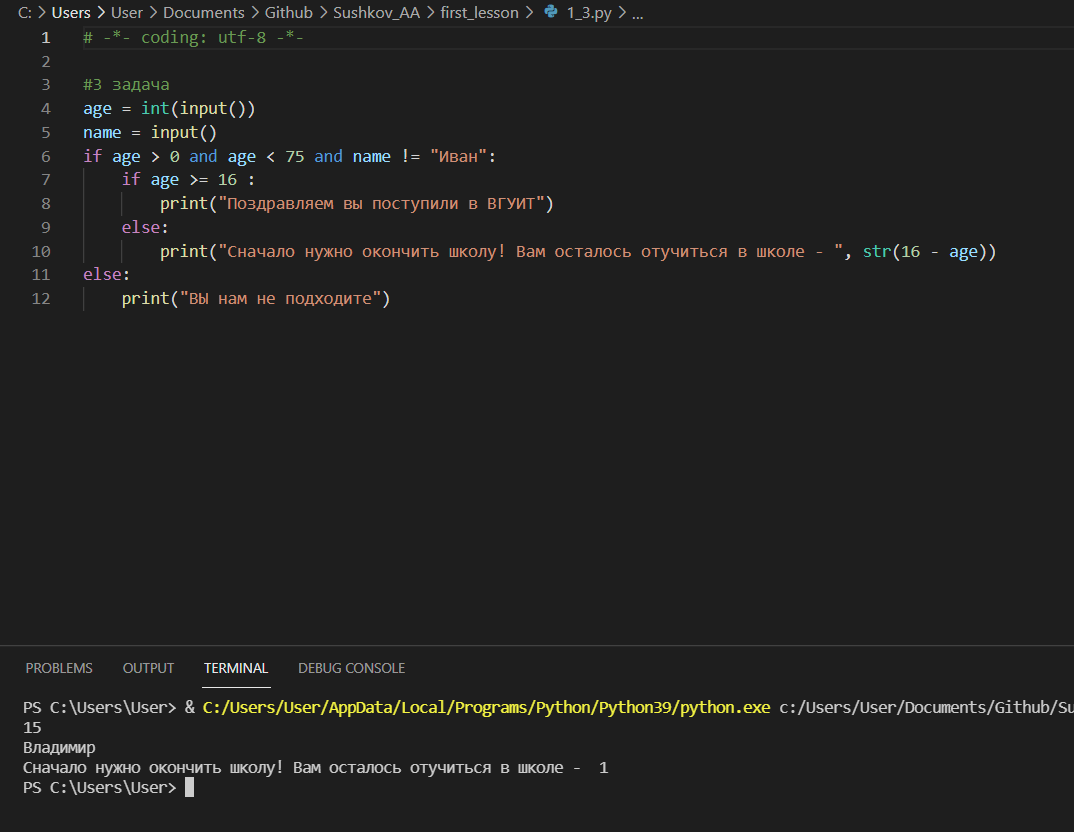 C: > Users > User > Documents > Github > Sushkov_AA > first_lesson > 1_3.py > ...
1 # -*- coding: utf-8 -*-
2
3 #3 задача
4 age = int(input())
5 name = input()
6 if age > 0 and age < 75 and name != "Иван":
7     if age >= 16 :
8         print("Поздравляем вы поступили в ВГУИТ")
9     else:
10         print("Сначало нужно окончить школу! Вам осталось отучиться в школе - ", str(16 - age))
11 else:
12     print("ВЫ нам не подходите")
PROBLEMS OUTPUT TERMINAL DEBUG CONSOLE
PS C:\Users\User> & C:/Users/User/AppData/Local/Programs/Python/Python39/python.exe c:/Users/User/Documents/Github/Su
15
Владимир
Сначало нужно окончить школу! Вам осталось отучиться в школе -  1
PS C:\Users\User>